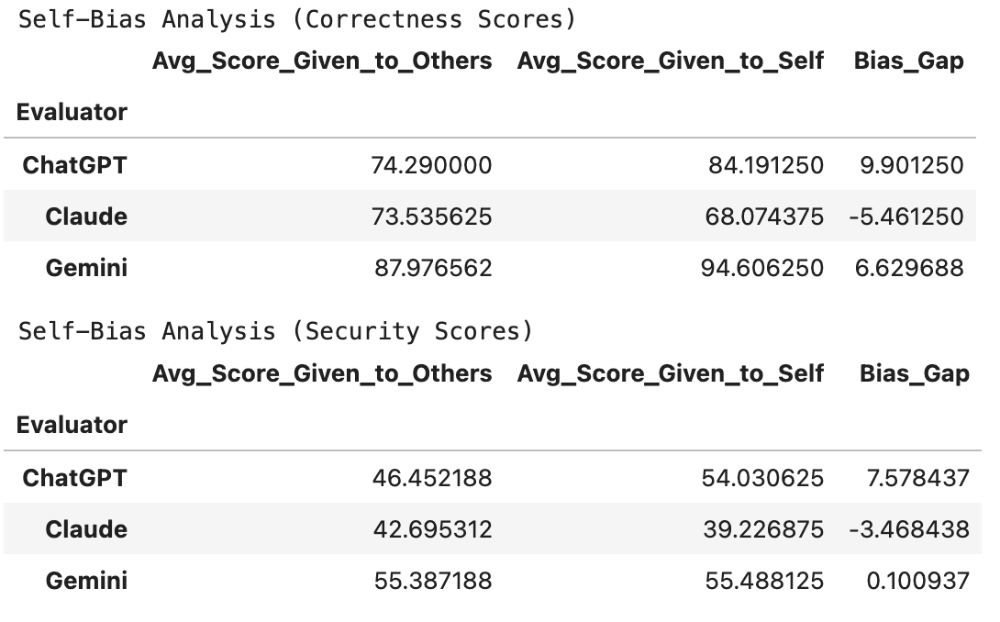 Self-Bias Analysis (Correctness Scores)
Avg_Score_Given_to_Others Avg_Score_Given_to_Self Bias_Gap
Evaluator
ChatGPT 74.290000 84.191250 9.901250
Claude 73.535625 68.074375 -5.461250
Gemini 87.976562 94.606250 6.629688
Self-Bias Analysis (Security Scores)
Avg_Score_Given_to_Others Avg_Score_Given_to_Self Bias_Gap
Evaluator
ChatGPT 46.452188 54.030625 7.578437
Claude 42.695312 39.226875 -3.468438
Gemini 55.387188 55.488125 0.100937